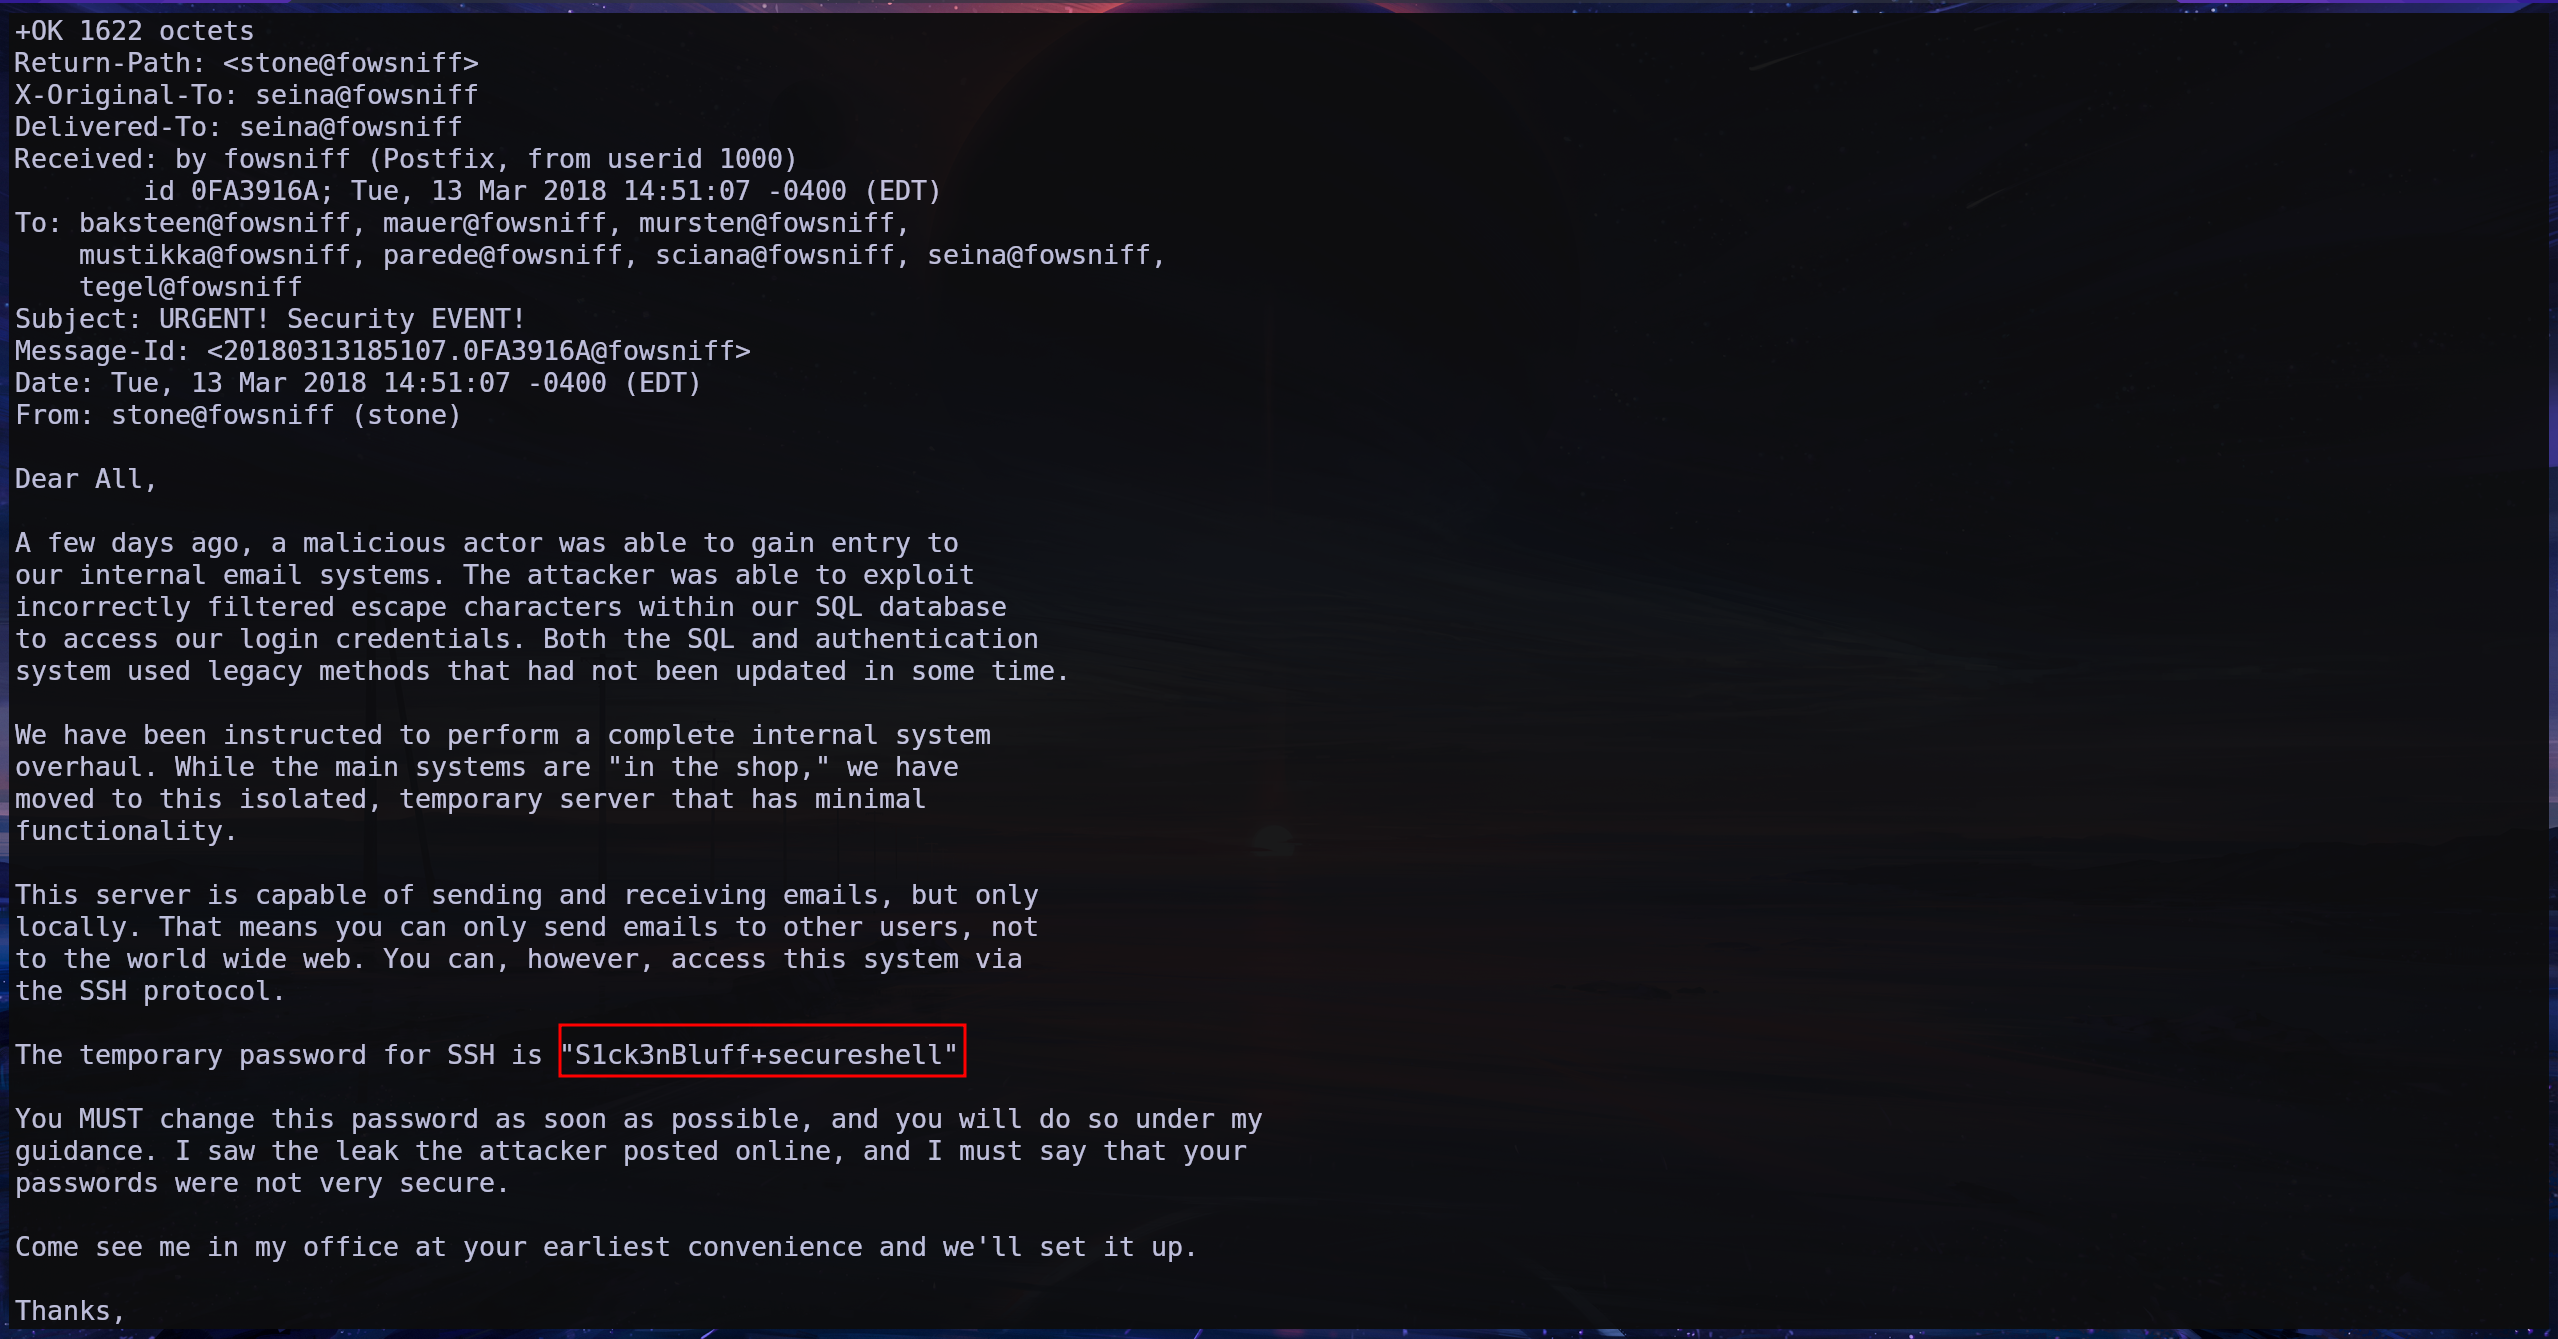 +OK 1622 octets
Return-Path: <stone@fowsniff>
X-Original-To: seina@fowsniff
Delivered-To: seina@fowsniff
Received: by fowsniff (Postfix, from userid 1000)
        id 0FA3916A; Tue, 13 Mar 2018 14:51:07 -0400 (EDT)
To: baksteen@fowsniff, mauer@fowsniff, mursten@fowsniff,
    mustikka@fowsniff, parede@fowsniff, sciana@fowsniff, seina@fowsniff,
    tegel@fowsniff
Subject: URGENT! Security EVENT!
Message-Id: <20180313185107.0FA3916A@fowsniff>
Date: Tue, 13 Mar 2018 14:51:07 -0400 (EDT)
From: stone@fowsniff (stone)

Dear All,

A few days ago, a malicious actor was able to gain entry to
our internal email systems. The attacker was able to exploit
incorrectly filtered escape characters within our SQL database
to access our login credentials. Both the SQL and authentication
system used legacy methods that had not been updated in some time.

We have been instructed to perform a complete internal system
overhaul. While the main systems are "in the shop," we have
moved to this isolated, temporary server that has minimal
functionality.

This server is capable of sending and receiving emails, but only
locally. That means you can only send emails to other users, not
to the world wide web. You can, however, access this system via
the SSH protocol.

The temporary password for SSH is "S1ck3nBluff+secureshell"

You MUST change this password as soon as possible, and you will do so under my
guidance. I saw the leak the attacker posted online, and I must say that your
passwords were not very secure.

Come see me in my office at your earliest convenience and we'll set it up.

Thanks,